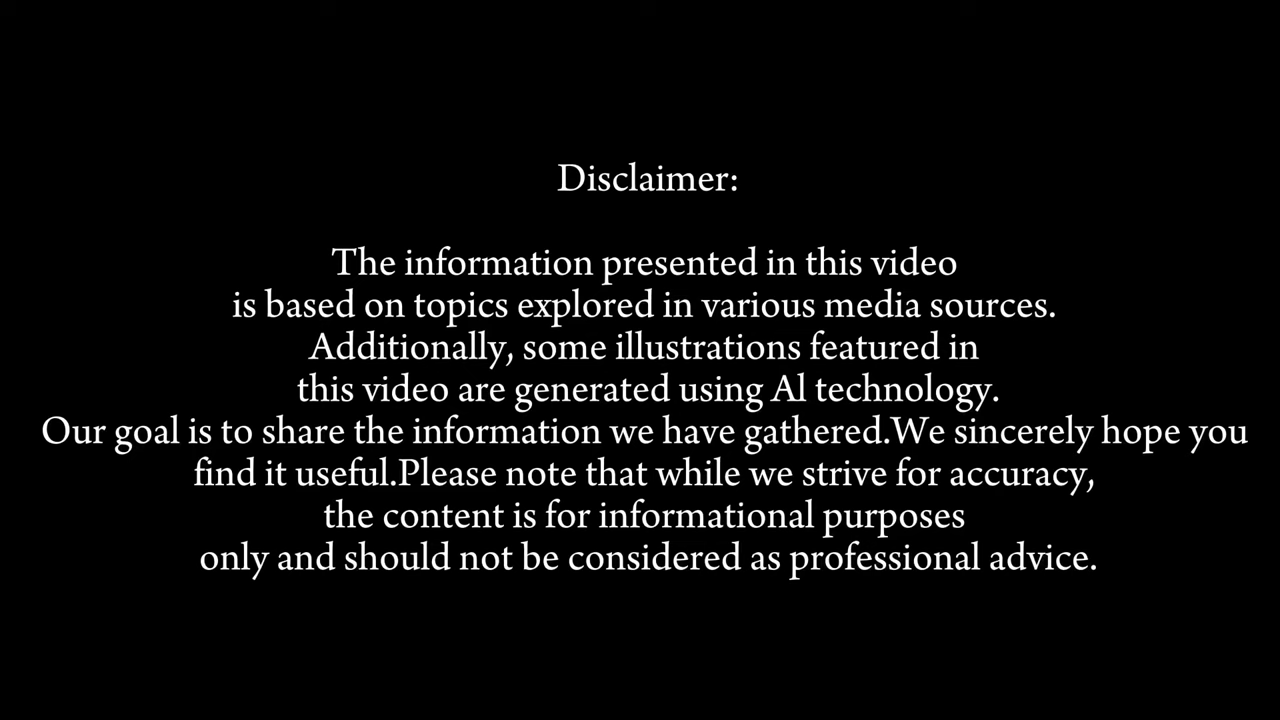 Disclaimer:
The information presented in this video
is based on topics explored in various media sources.
Additionally, some illustrations featured in
this video are generated using Al technology.
Our goal is to share the information we have gathered.We sincerely hope you
find it useful.Please note that while we strive for accuracy,
the content is for informational purposes
only and should not be considered as professional advice.